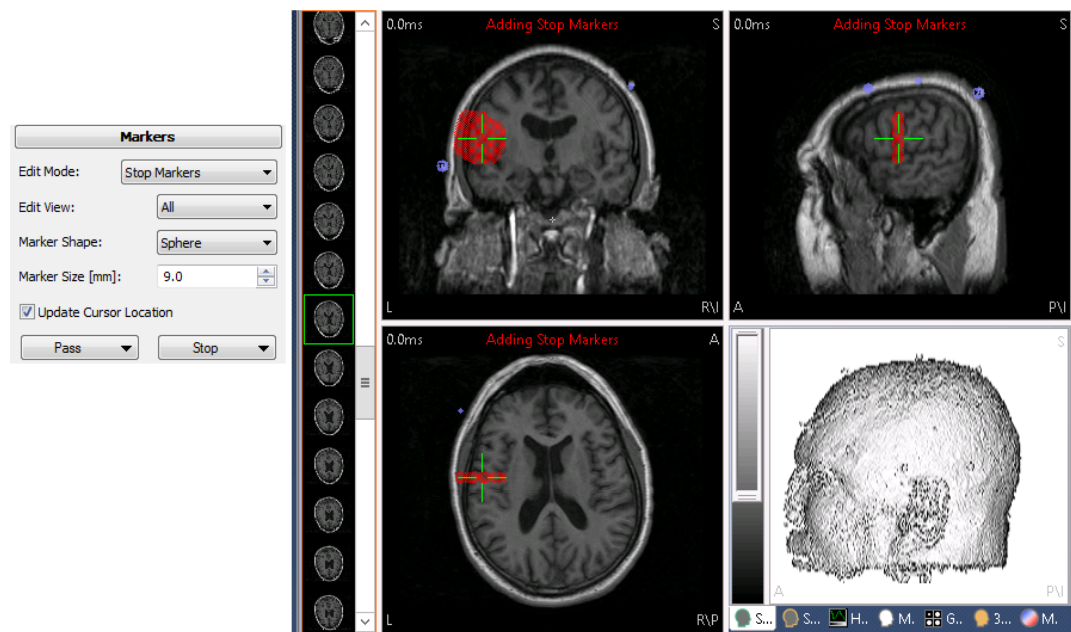 Markers
Edit Mode: Stop Markers
Edit View: All
Marker Shape: Sphere
Marker Size [mm]: 9.0
Update Cursor Location
Pass Stop
0.0ms Adding Stop Markers S
L R\I
0.0ms Adding Stop Markers S
A P\I
0.0ms Adding Stop Markers A
L R\P
S
A P\I
S... S... H.. M. G.. 3... M.